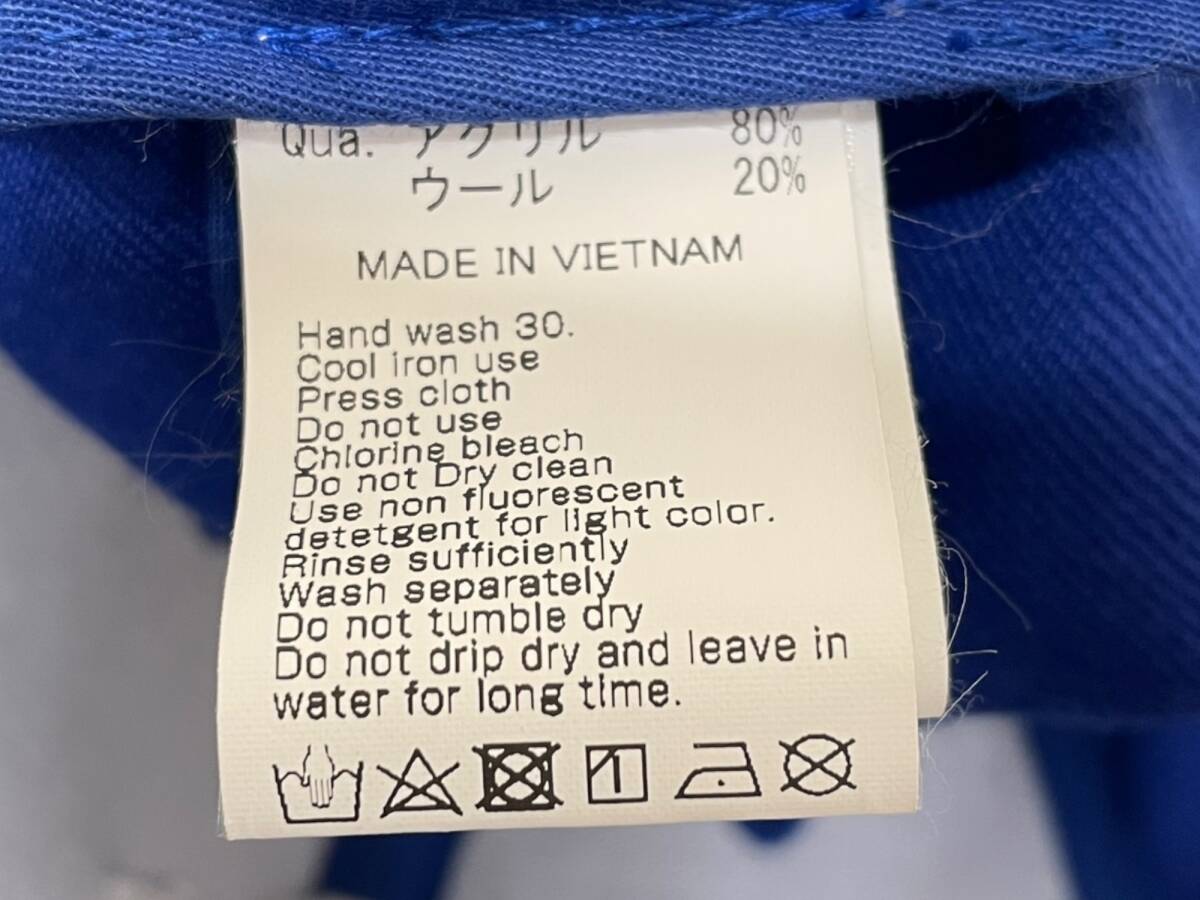 Qua. アクリル 80%
ウール 20%
MADE IN VIETNAM
Hand wash 30.
Cool iron use
Press cloth
Do not use
Chlorine bleach
Do not Dry clean
Use non fluorescent
detetgent for light color.
Rinse sufficiently
Wash separately
Do not tumble dry
Do not drip dry and leave in
water for long time.